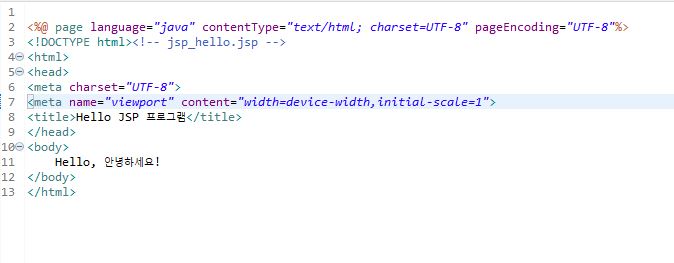 1
2 <%@ page language="java" contentType="text/html; charset=UTF-8" pageEncoding="UTF-8"%>
3 <!DOCTYPE html><!-- jsp_hello.jsp -->
4 <html>
5 <head>
6 <meta charset="UTF-8">
7 <meta name="viewport" content="width=device-width,initial-scale=1">
8 <title>Hello JSP 프로그램</title>
9 </head>
10 <body>
11     Hello, 안녕하세요!
12 </body>
13 </html>